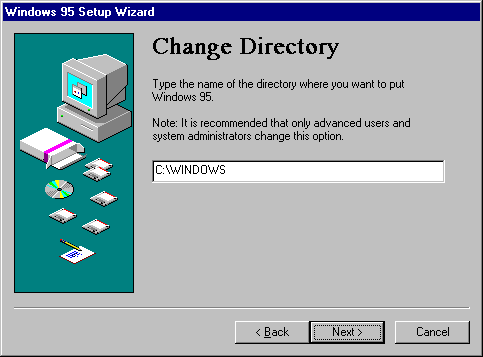 Windows 95 Setup Wizard
Change Directory
Type the name of the directory where you want to put
Windows 95.
Note: It is recommended that only advanced users and
system administrators change this option.
C:\WINDOWS
< Back
Next >
Cancel